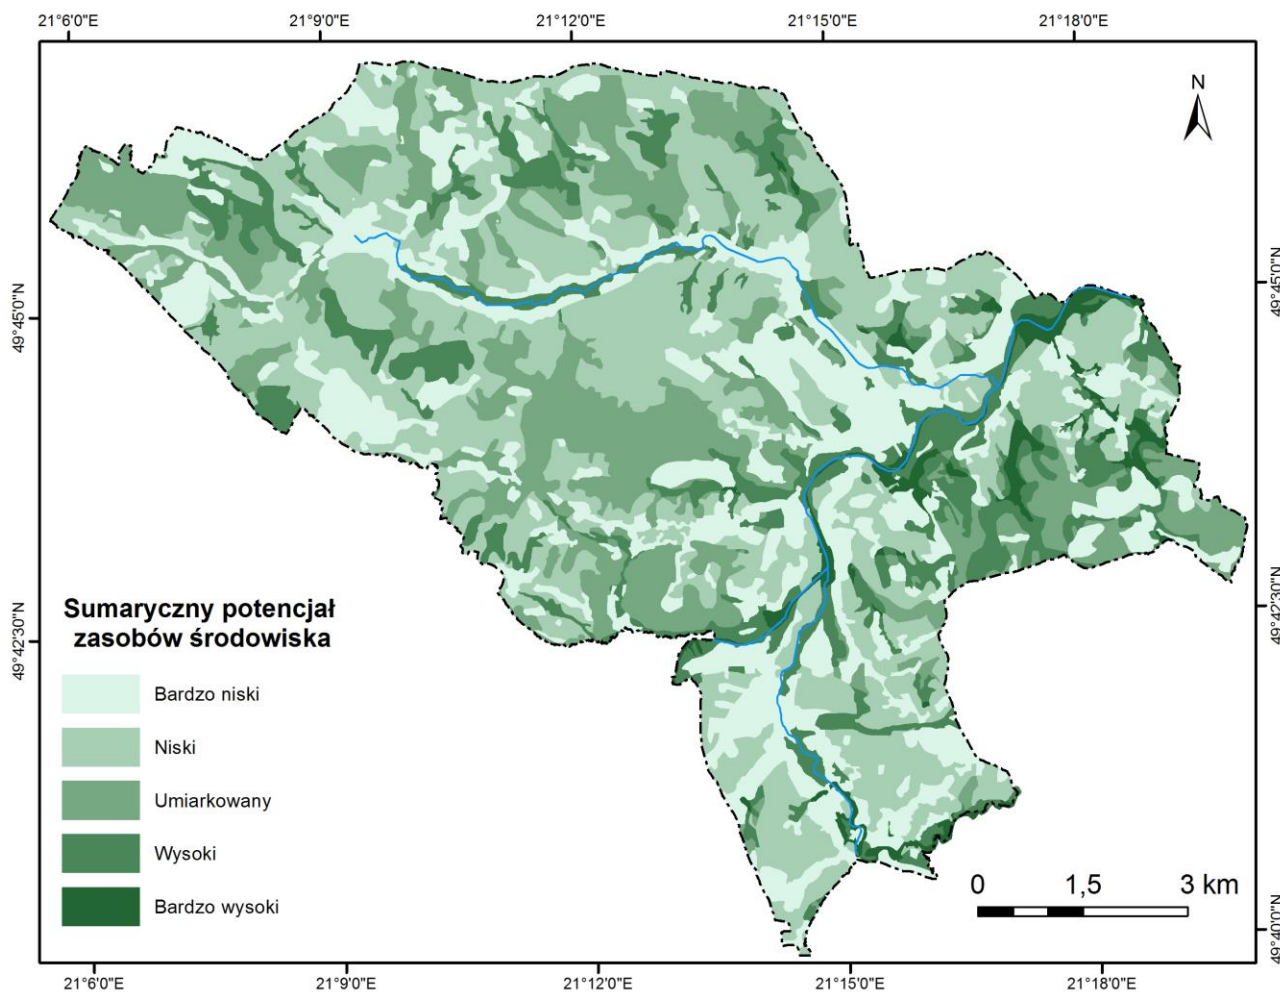 21°6'0"E 21°9'0"E 21°12'0"E 21°15'0"E 21°18'0"E
N
49°45'0"N
49°45'0"N
49°42'30"N
49°42'30"N
Sumaryczny potencjał
zasobów środowiska
Bardzo niski
Niski
Umiarkowany
Wysoki
Bardzo wysoki
0 1,5 3 km
49°40'0"N
21°6'0"E 21°9'0"E 21°12'0"E 21°15'0"E 21°18'0"E